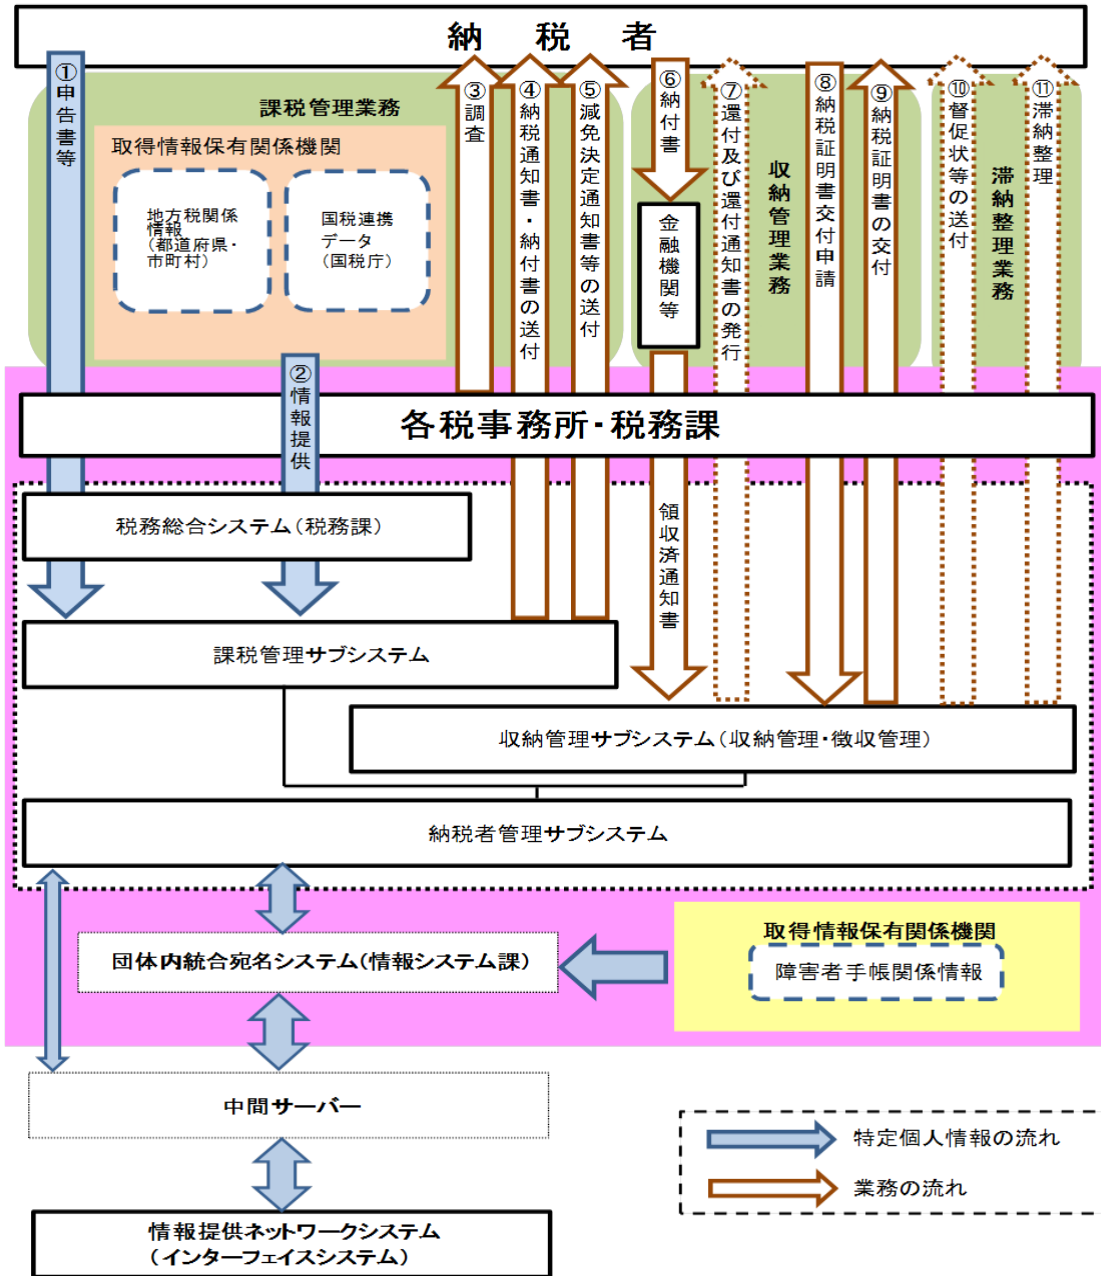 納　税　者
課税管理業務
取得情報保有関係機関
地方税関係
情報
(都道府県・
市町村)
国税連携
データ
(国税庁)
①申告書等
②情報提供
③調査
④納税通知書・納付書の送付
⑤減免決定通知書等の送付
⑥納付書
金融機関等
領収済通知書
⑦還付及び還付通知書の発行
収納管理業務
⑧納税証明書交付申請
⑨納税証明書の交付
⑩督促状等の送付
滞納整理業務
⑪滞納整理
各税事務所・税務課
税務総合システム(税務課)
課税管理サブシステム
収納管理サブシステム(収納管理・徴収管理)
納税者管理サブシステム
団体内統合宛名システム(情報システム課)
取得情報保有関係機関
障害者手帳関係情報
中間サーバー
情報提供ネットワークシステム
(インターフェイスシステム)
特定個人情報の流れ
業務の流れ